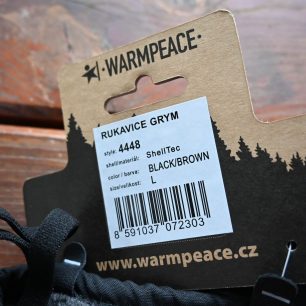 ·WARMPEACE·
RUKAVICE GRYM
style: 4448
shell/materiál: ShellTec
color / barva: BLACK/BROWN
size/velikost: L
8 591037 072303
www.warmpeace.cz